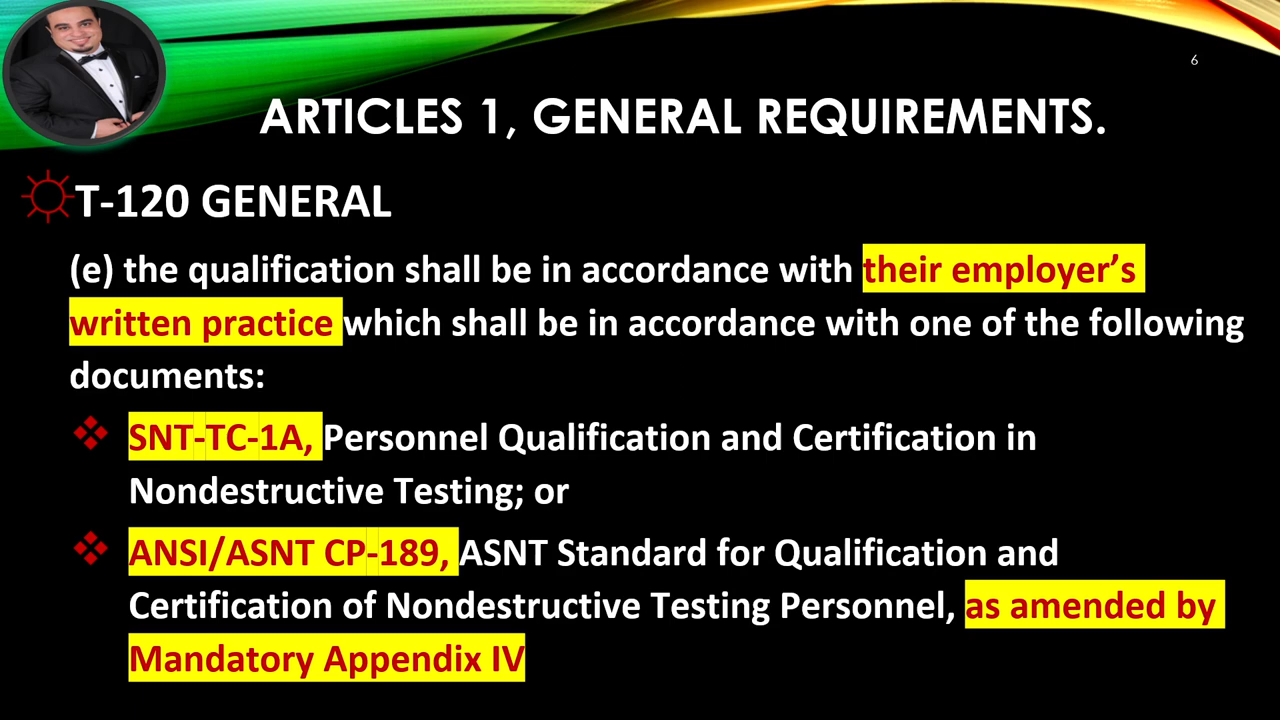 6
ARTICLES 1, GENERAL REQUIREMENTS.
T-120 GENERAL
(e) the qualification shall be in accordance with their employer’s
written practice which shall be in accordance with one of the following
documents:
❖ SNT-TC-1A, Personnel Qualification and Certification in
Nondestructive Testing; or
❖ ANSI/ASNT CP-189, ASNT Standard for Qualification and
Certification of Nondestructive Testing Personnel, as amended by
Mandatory Appendix IV